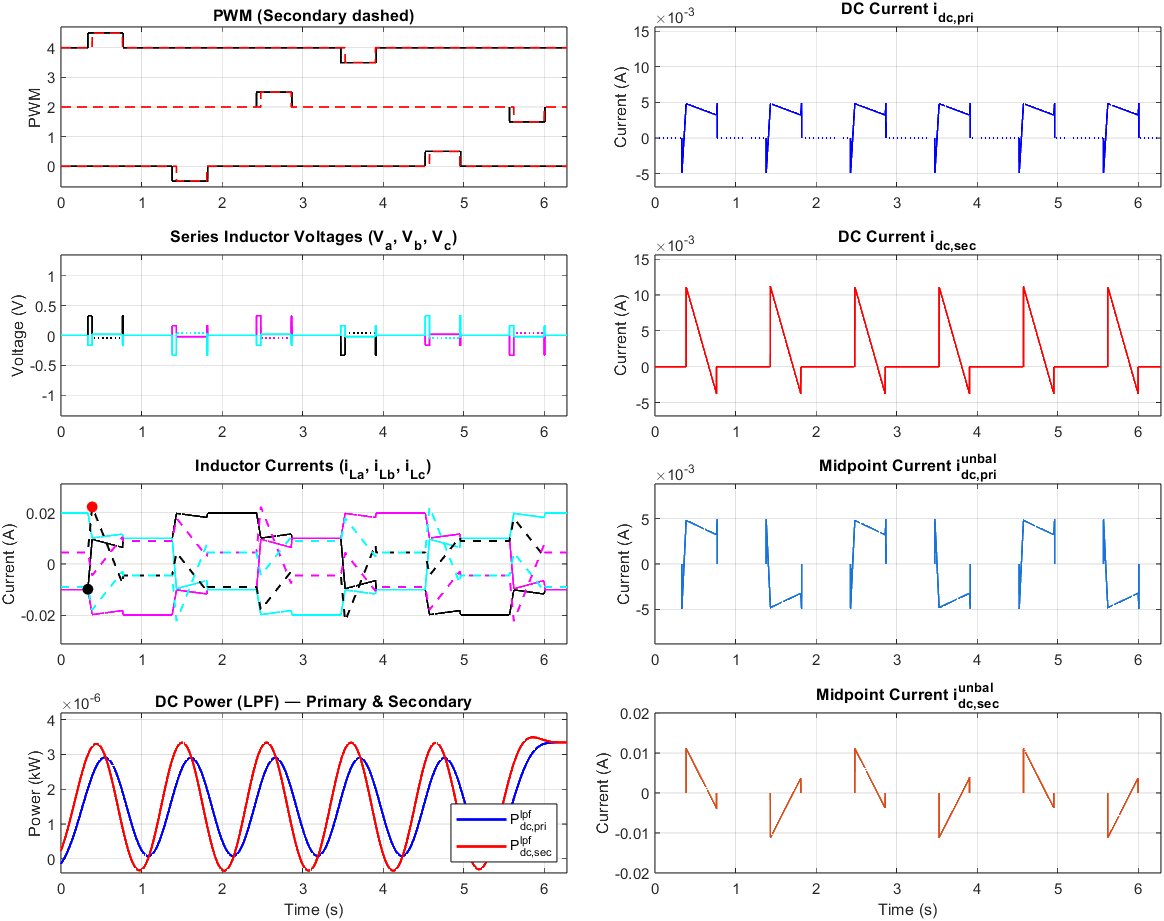 PWM (Secondary dashed)
PWM
4
3
2
1
0
0 1 2 3 4 5 6
DC Current i_dc,pri
×10⁻³
Current (A)
15
10
5
0
-5
0 1 2 3 4 5 6
Series Inductor Voltages (V_a, V_b, V_c)
Voltage (V)
1
0.5
0
-0.5
-1
0 1 2 3 4 5 6
DC Current i_dc,sec
×10⁻³
Current (A)
15
10
5
0
-5
0 1 2 3 4 5 6
Inductor Currents (i_La, i_Lb, i_Lc)
Current (A)
0.02
0
-0.02
0 1 2 3 4 5 6
Midpoint Current i^unbal_dc,pri
×10⁻³
Current (A)
5
0
-5
0 1 2 3 4 5 6
DC Power (LPF) — Primary & Secondary
×10⁻⁶
Power (kW)
4
3
2
1
0
P^lpf_dc,pri
P^lpf_dc,sec
0 1 2 3 4 5 6
Time (s)
Midpoint Current i^unbal_dc,sec
Current (A)
0.02
0.01
0
-0.01
-0.02
0 1 2 3 4 5 6
Time (s)